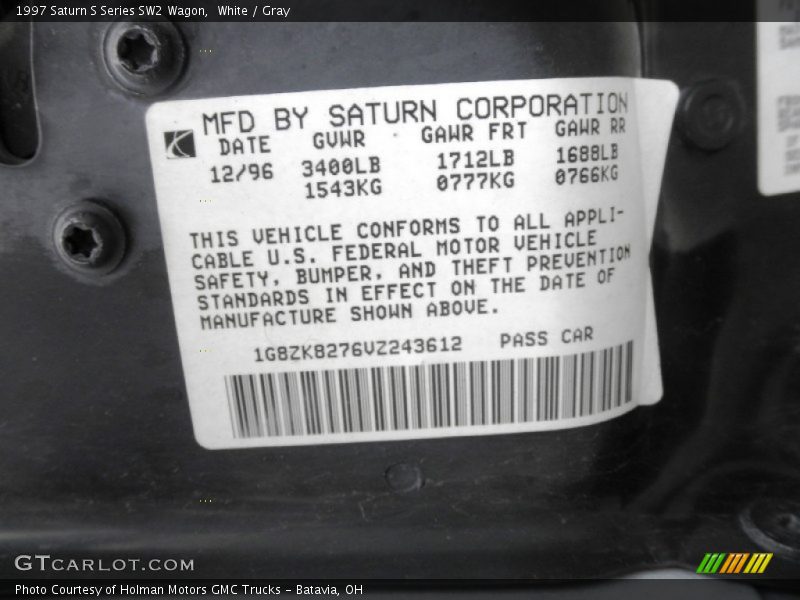 1997 Saturn S Series SW2 Wagon,  White / Gray
MFD BY SATURN CORPORATION
DATE GVWR GAWR FRT GAWR RR
12/96 3400LB 1712LB 1688LB
1543KG 0777KG 0766KG
THIS VEHICLE CONFORMS TO ALL APPLI-
CABLE U.S. FEDERAL MOTOR VEHICLE
SAFETY, BUMPER, AND THEFT PREVENTION
STANDARDS IN EFFECT ON THE DATE OF
MANUFACTURE SHOWN ABOVE.
1G8ZK8276VZ243612 PASS CAR
GTCARLOT.COM
Photo Courtesy of Holman Motors GMC Trucks - Batavia, OH